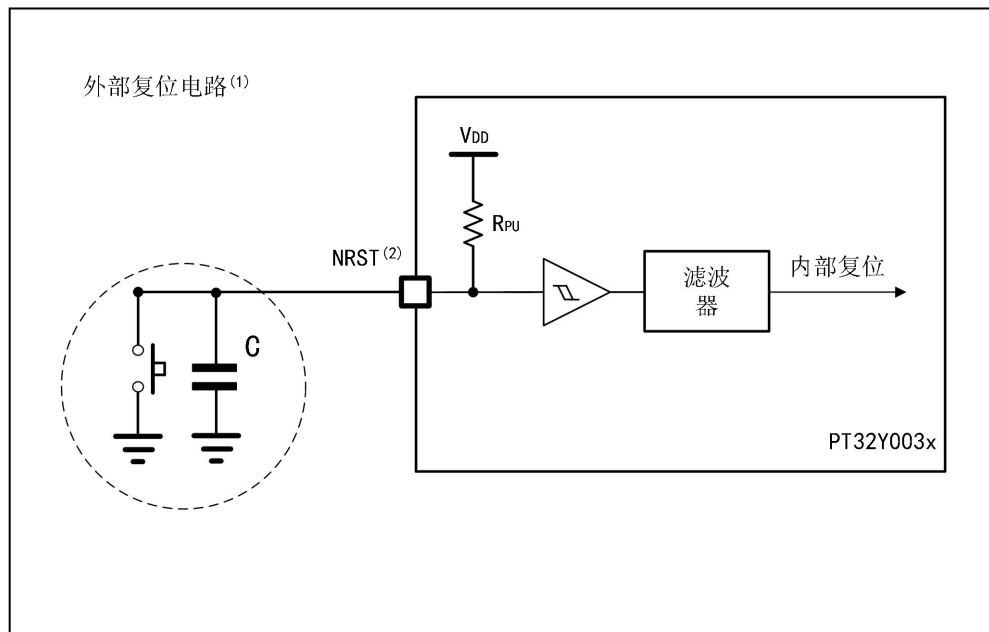 外部复位电路(1)
VDD
RPU
NRST(2)
C
滤波
器
内部复位
PT32Y003x